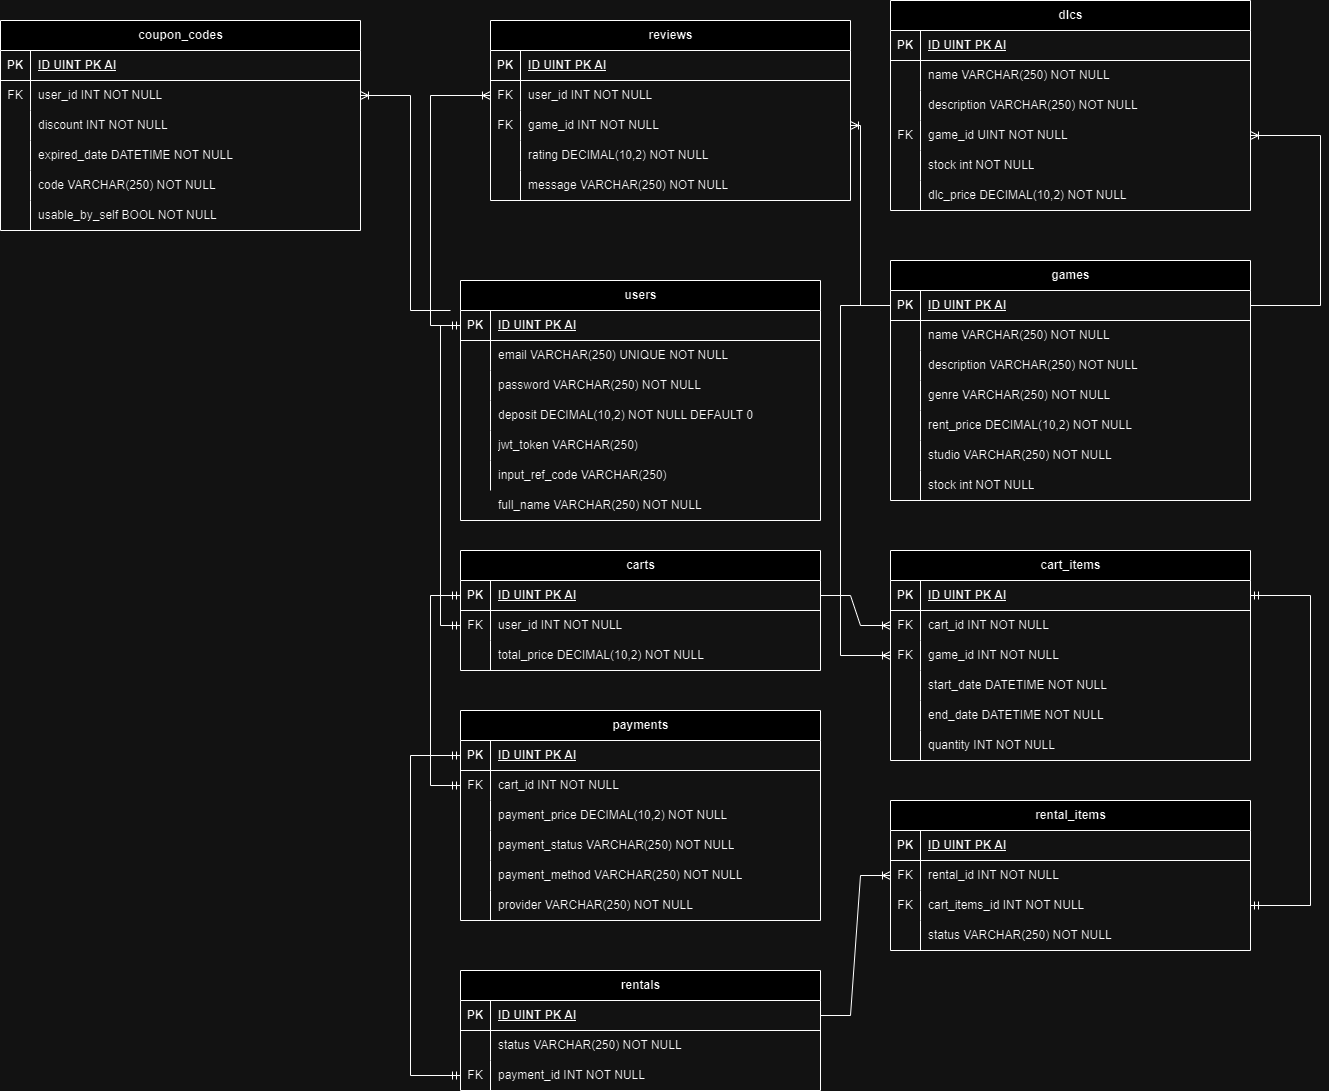 coupon_codes
PK ID UINT PK AI
FK user_id INT NOT NULL
discount INT NOT NULL
expired_date DATETIME NOT NULL
code VARCHAR(250) NOT NULL
usable_by_self BOOL NOT NULL
reviews
PK ID UINT PK AI
FK user_id INT NOT NULL
FK game_id INT NOT NULL
rating DECIMAL(10,2) NOT NULL
message VARCHAR(250) NOT NULL
dlcs
PK ID UINT PK AI
name VARCHAR(250) NOT NULL
description VARCHAR(250) NOT NULL
FK game_id UINT NOT NULL
stock int NOT NULL
dlc_price DECIMAL(10,2) NOT NULL
users
PK ID UINT PK AI
email VARCHAR(250) UNIQUE NOT NULL
password VARCHAR(250) NOT NULL
deposit DECIMAL(10,2) NOT NULL DEFAULT 0
jwt_token VARCHAR(250)
input_ref_code VARCHAR(250)
full_name VARCHAR(250) NOT NULL
games
PK ID UINT PK AI
name VARCHAR(250) NOT NULL
description VARCHAR(250) NOT NULL
genre VARCHAR(250) NOT NULL
rent_price DECIMAL(10,2) NOT NULL
studio VARCHAR(250) NOT NULL
stock int NOT NULL
carts
PK ID UINT PK AI
FK user_id INT NOT NULL
total_price DECIMAL(10,2) NOT NULL
cart_items
PK ID UINT PK AI
FK cart_id INT NOT NULL
FK game_id INT NOT NULL
start_date DATETIME NOT NULL
end_date DATETIME NOT NULL
quantity INT NOT NULL
payments
PK ID UINT PK AI
FK cart_id INT NOT NULL
payment_price DECIMAL(10,2) NOT NULL
payment_status VARCHAR(250) NOT NULL
payment_method VARCHAR(250) NOT NULL
provider VARCHAR(250) NOT NULL
rental_items
PK ID UINT PK AI
FK rental_id INT NOT NULL
FK cart_items_id INT NOT NULL
status VARCHAR(250) NOT NULL
rentals
PK ID UINT PK AI
status VARCHAR(250) NOT NULL
FK payment_id INT NOT NULL